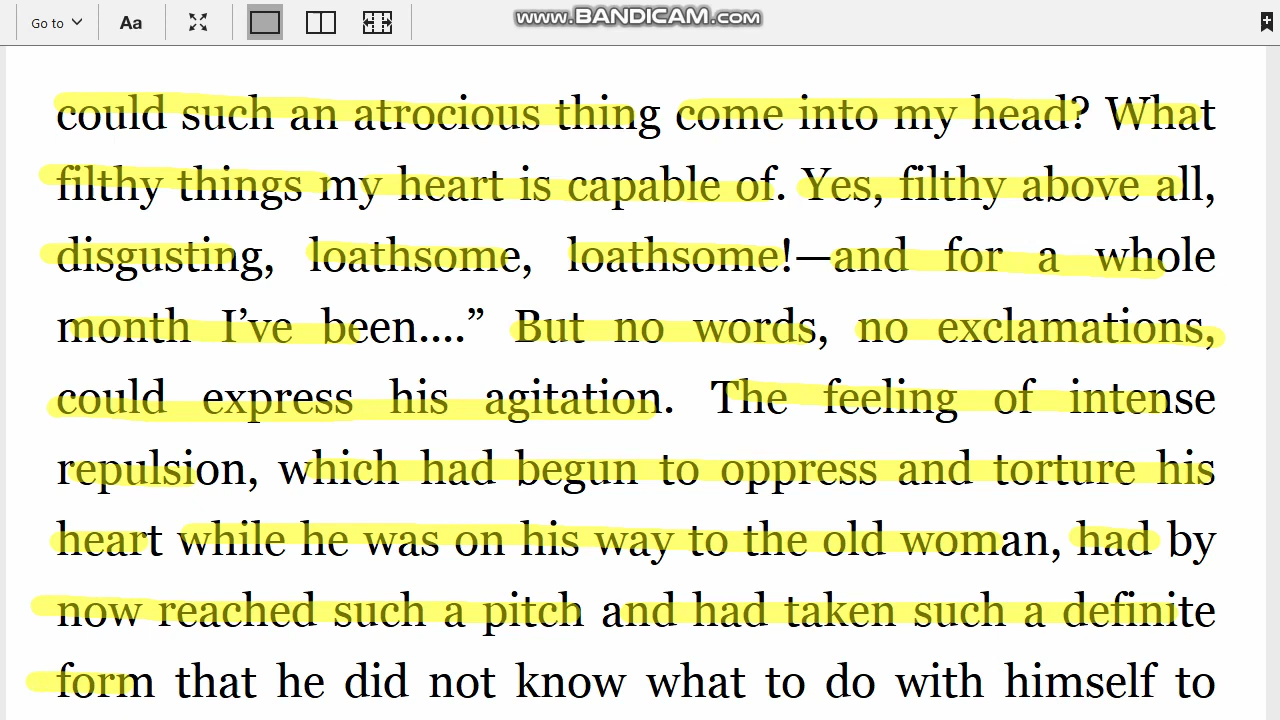 Go to Aa www.BANDICAM.com
could such an atrocious thing come into my head? What
filthy things my heart is capable of. Yes, filthy above all,
disgusting, loathsome, loathsome!—and for a whole
month I’ve been....” But no words, no exclamations,
could express his agitation. The feeling of intense
repulsion, which had begun to oppress and torture his
heart while he was on his way to the old woman, had by
now reached such a pitch and had taken such a definite
form that he did not know what to do with himself to